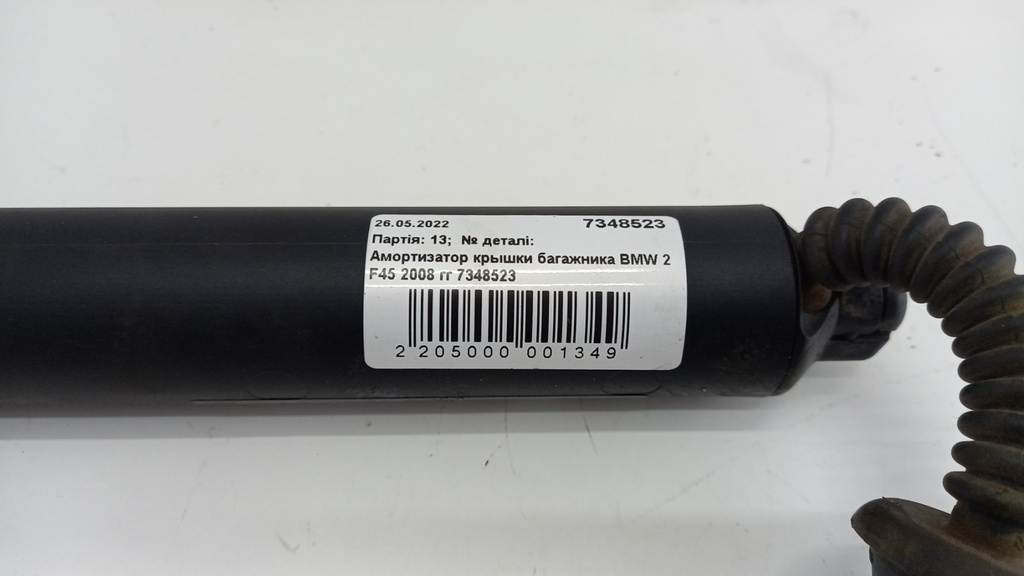 26.05.2022 7348523
Партія: 13; № деталі:
Амортизатор крышки багажника BMW 2
F45 2008 гг 7348523
2 205000 001349